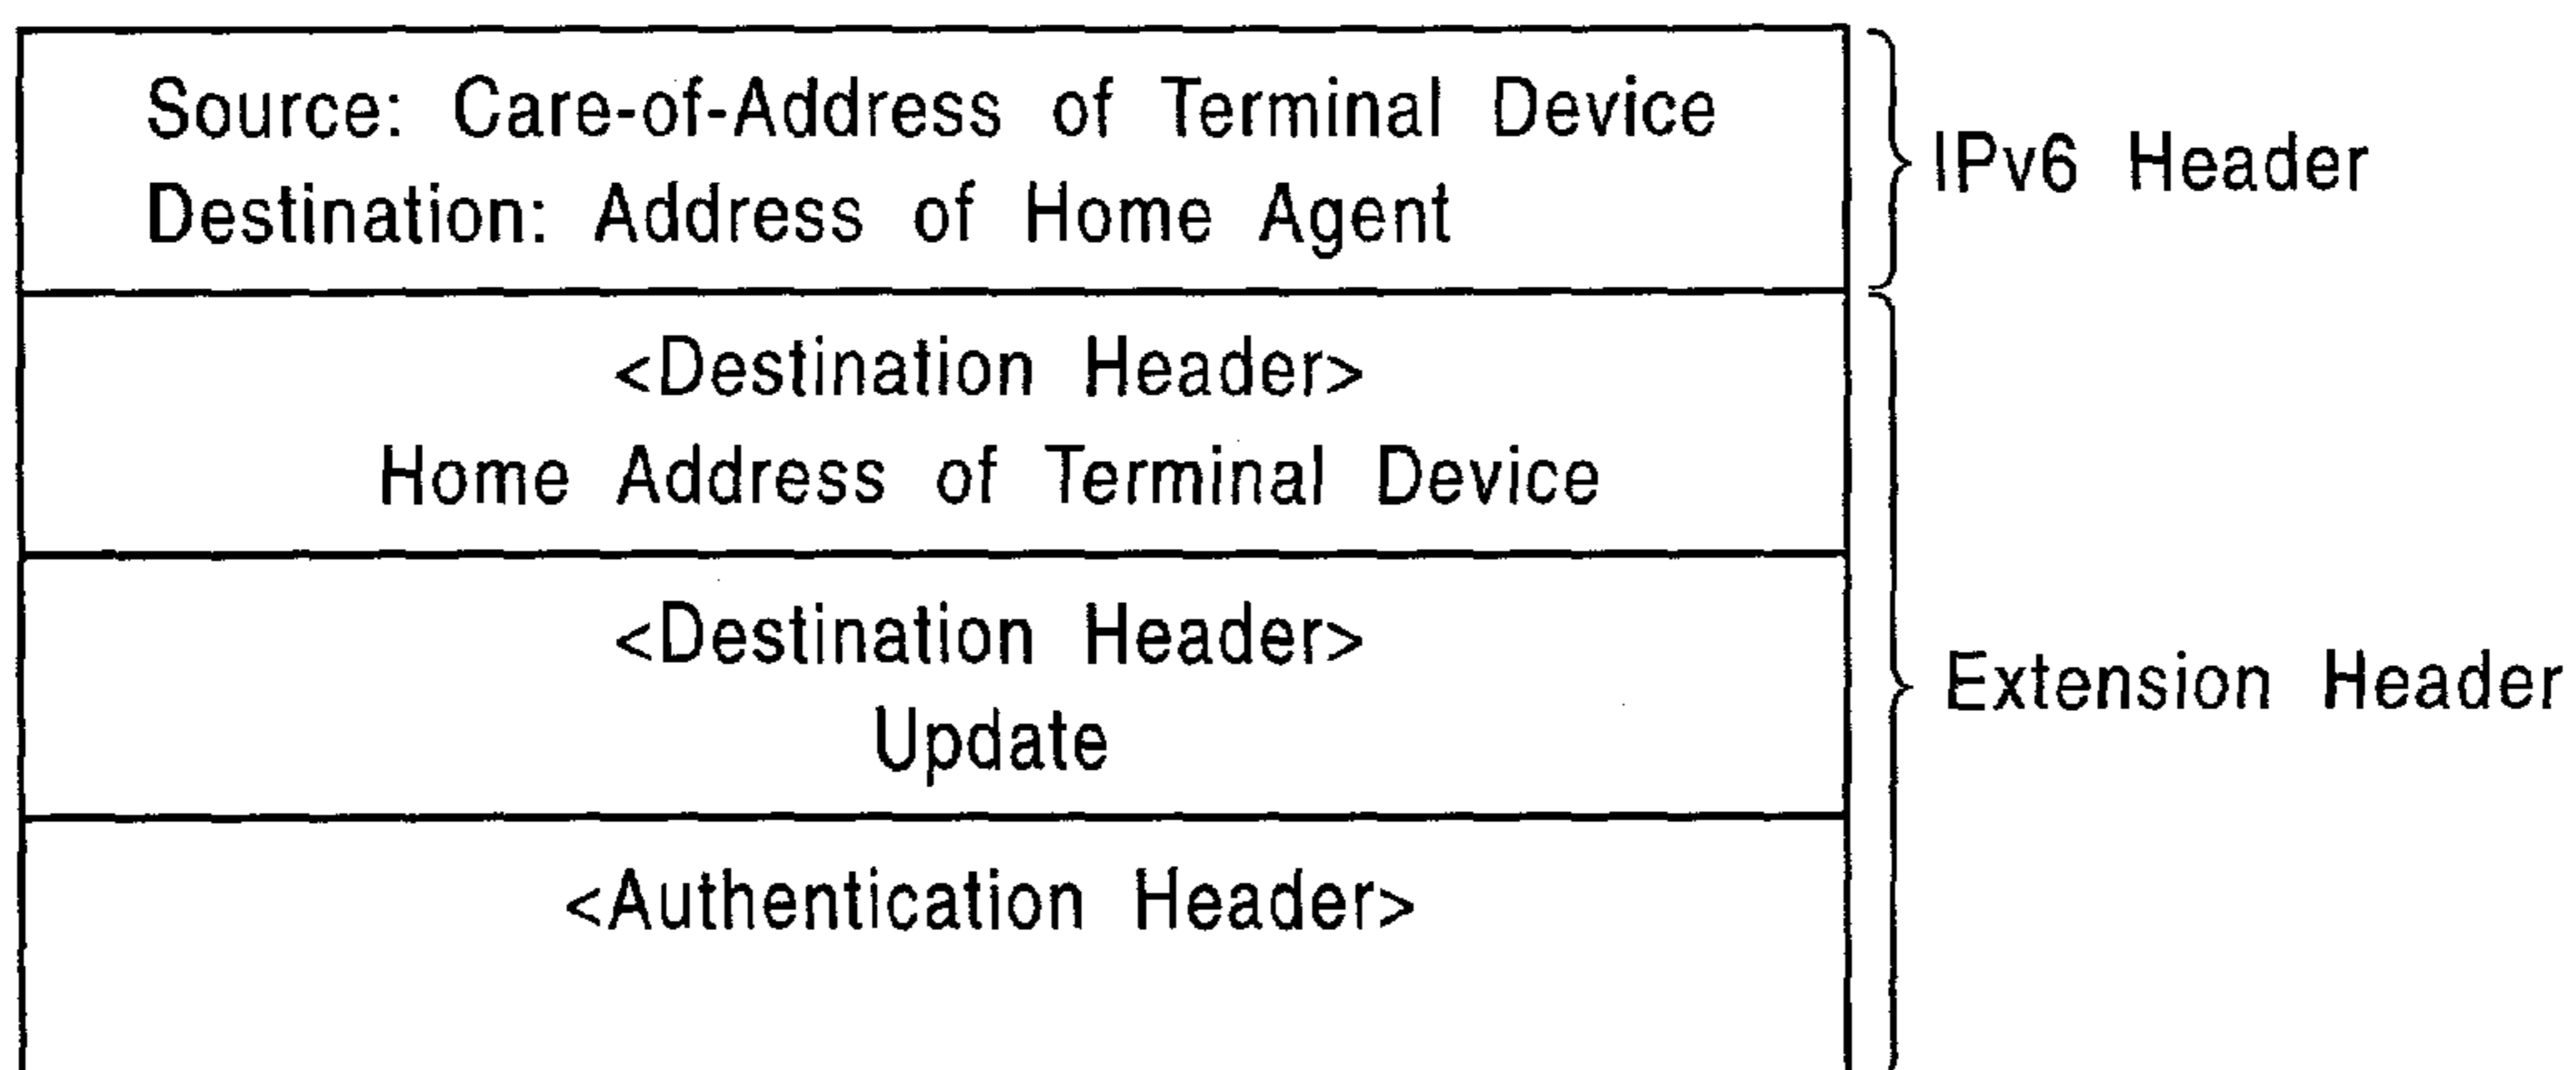 Source: Care-of-Address of Terminal Device
Destination: Address of Home Agent
IPv6 Header
<Destination Header>
Home Address of Terminal Device
<Destination Header>
Update
Extension Header
<Authentication Header>